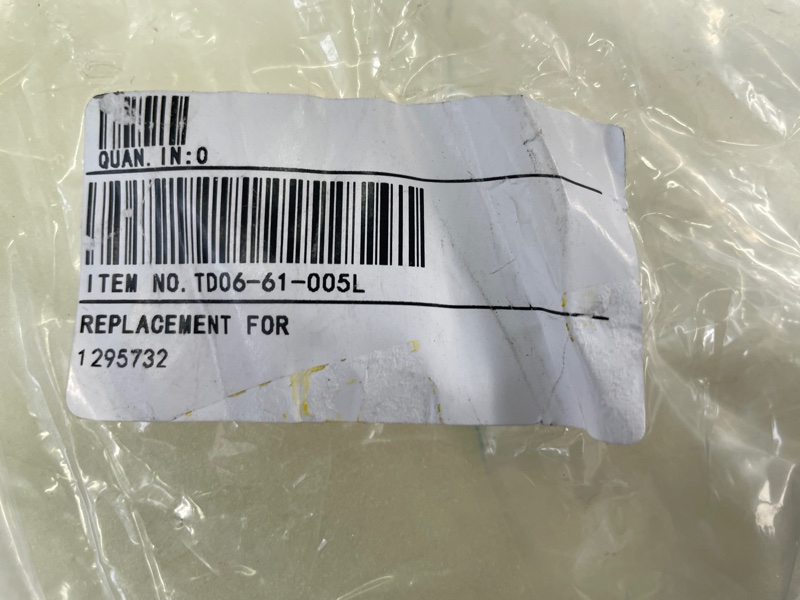 QUAN. IN:0
ITEM NO. TD06-61-005L
REPLACEMENT FOR
1295732